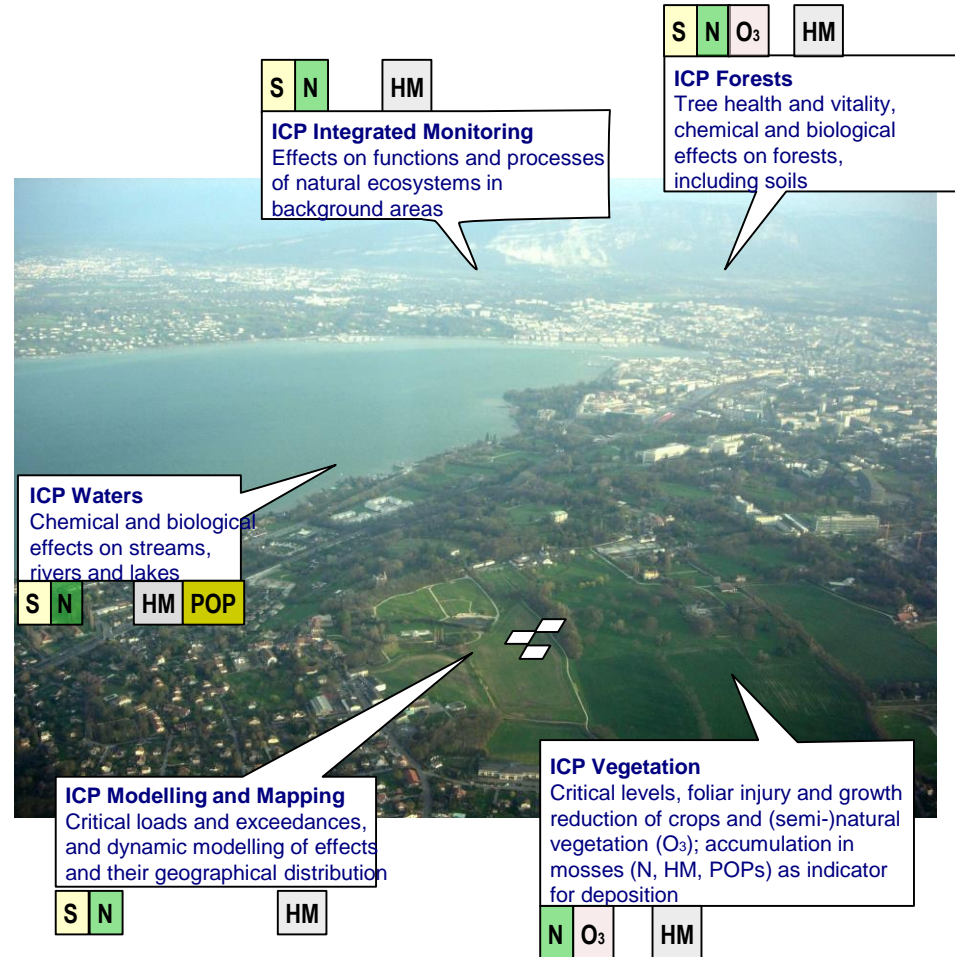 S N O₃ HM
ICP Forests
Tree health and vitality,
chemical and biological
effects on forests,
including soils
S N HM
ICP Integrated Monitoring
Effects on functions and processes
of natural ecosystems in
background areas
ICP Waters
Chemical and biological
effects on streams,
rivers and lakes
S N HM POP
ICP Modelling and Mapping
Critical loads and exceedances,
and dynamic modelling of effects
and their geographical distribution
S N HM
ICP Vegetation
Critical levels, foliar injury and growth
reduction of crops and (semi-)natural
vegetation (O₃); accumulation in
mosses (N, HM, POPs) as indicator
for deposition
N O₃ HM